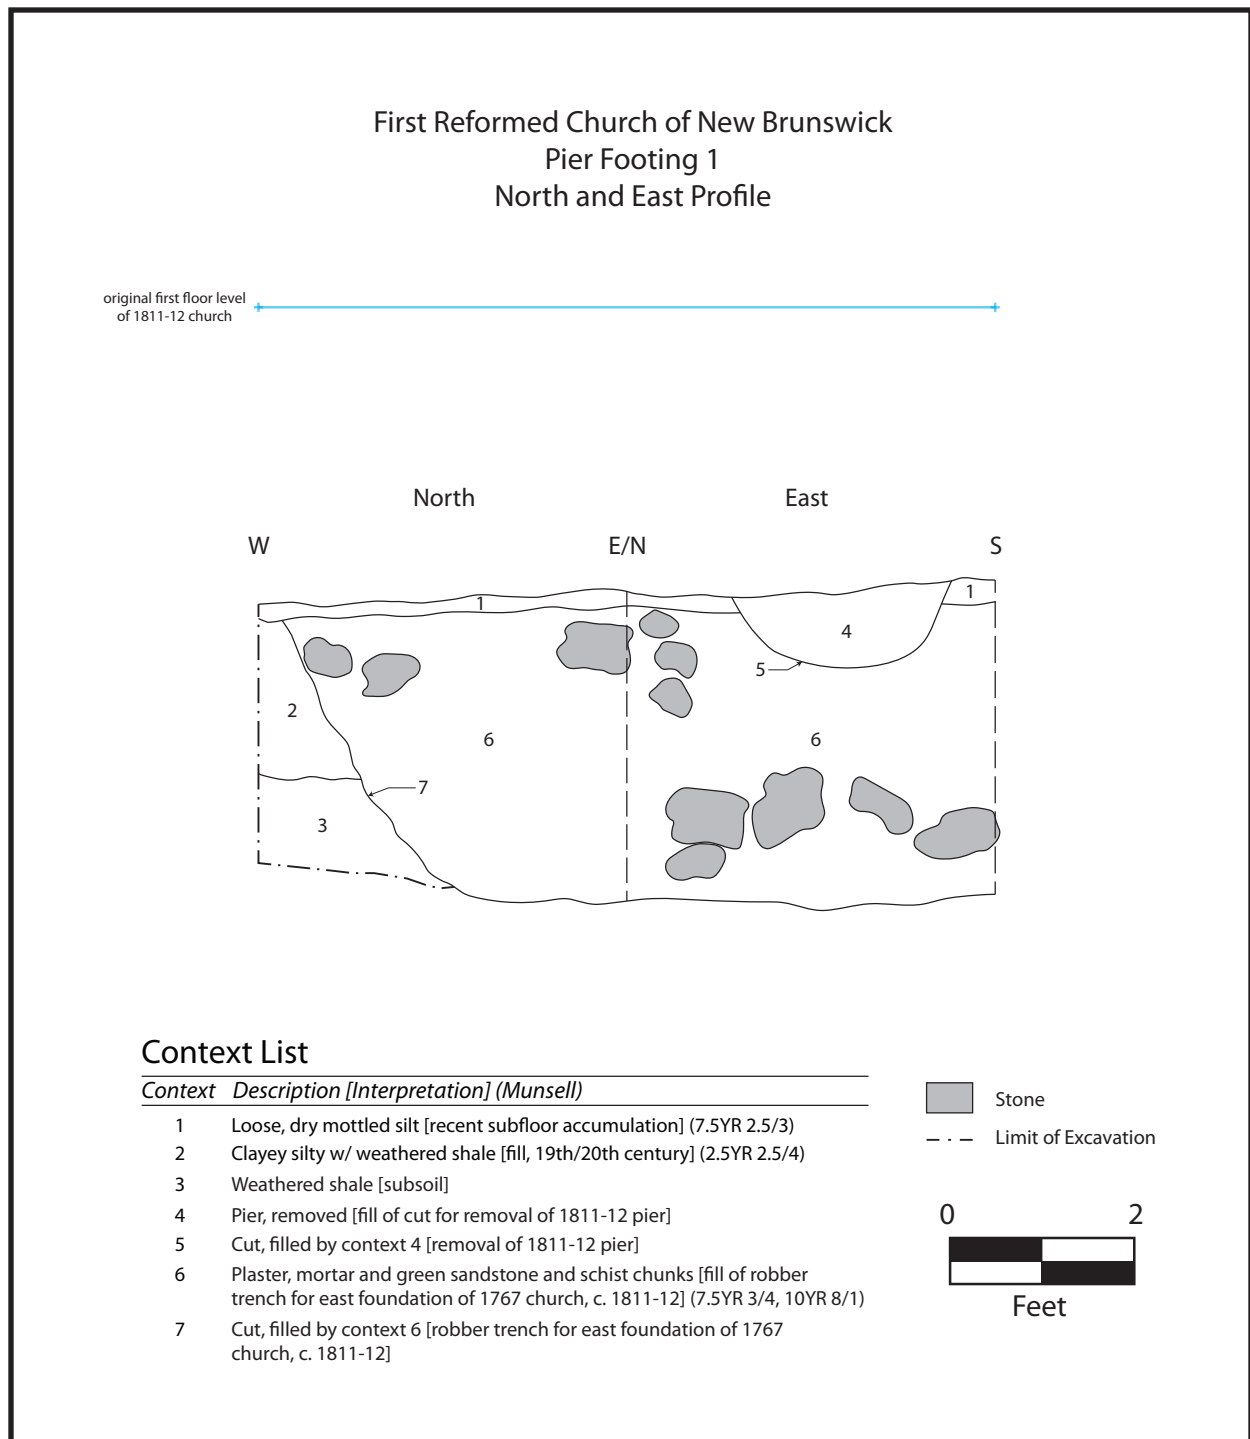 First Reformed Church of New Brunswick
Pier Footing 1
North and East Profile
original first floor level
of 1811-12 church
North
East
W
E/N
S
1
1
4
5
2
6
6
7
3
Context List
Context Description [Interpretation] (Munsell)
1 Loose, dry mottled silt [recent subfloor accumulation] (7.5YR 2.5/3)
2 Clayey silty w/ weathered shale [fill, 19th/20th century] (2.5YR 2.5/4)
3 Weathered shale [subsoil]
4 Pier, removed [fill of cut for removal of 1811-12 pier]
5 Cut, filled by context 4 [removal of 1811-12 pier]
6 Plaster, mortar and green sandstone and schist chunks [fill of robber
trench for east foundation of 1767 church, c. 1811-12] (7.5YR 3/4, 10YR 8/1)
7 Cut, filled by context 6 [robber trench for east foundation of 1767
church, c. 1811-12]
Stone
Limit of Excavation
0 2
Feet